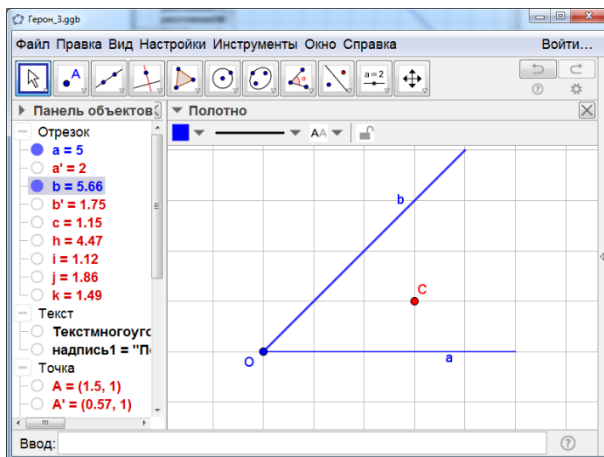 Герон_3.ggb
Файл Правка Вид Настройки Инструменты Окно Справка Войти...
A
a=2
Панель объектов
Полотно
AA
Отрезок
a = 5
a' = 2
b = 5.66
b' = 1.75
c = 1.15
h = 4.47
i = 1.12
j = 1.86
k = 1.49
Текст
Текстмногоуго
надпись1 = "П
Точка
A = (1.5, 1)
A' = (0.57, 1)
b
C
O
a
Ввод: